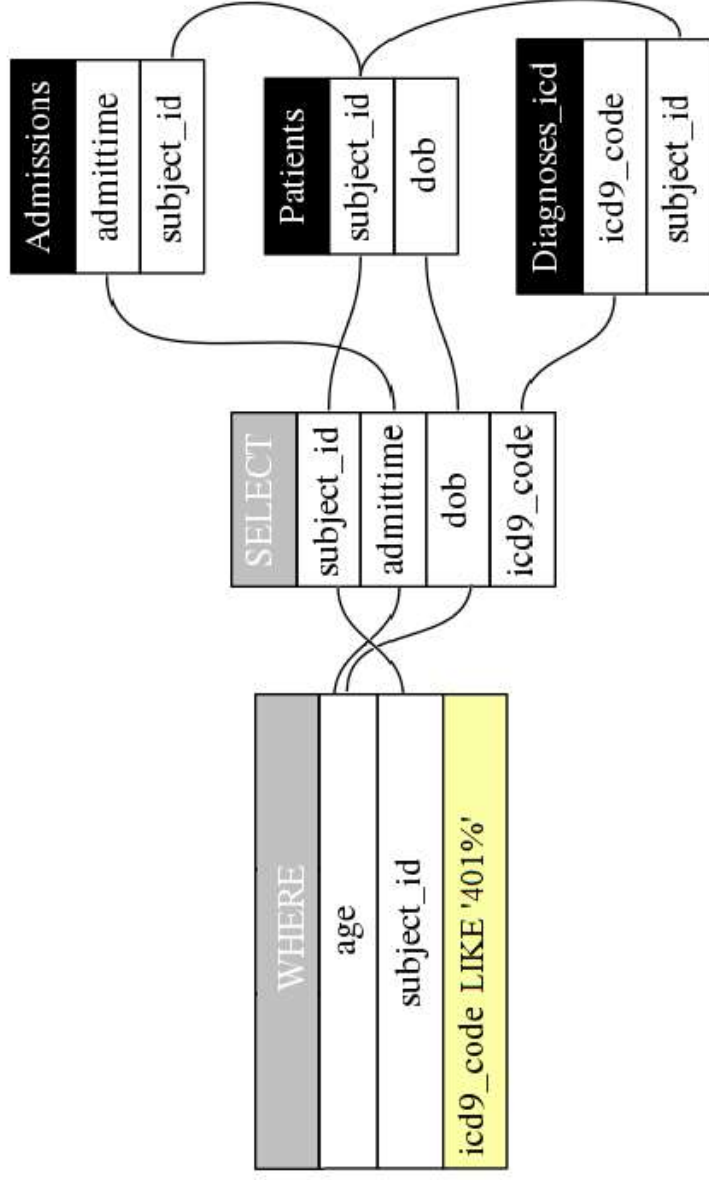 WHERE
age
subject_id
icd9_code LIKE '401%'
SELECT
subject_id
admittime
dob
icd9_code
Admissions
admittime
subject_id
Patients
subject_id
dob
Diagnoses_icd
icd9_code
subject_id